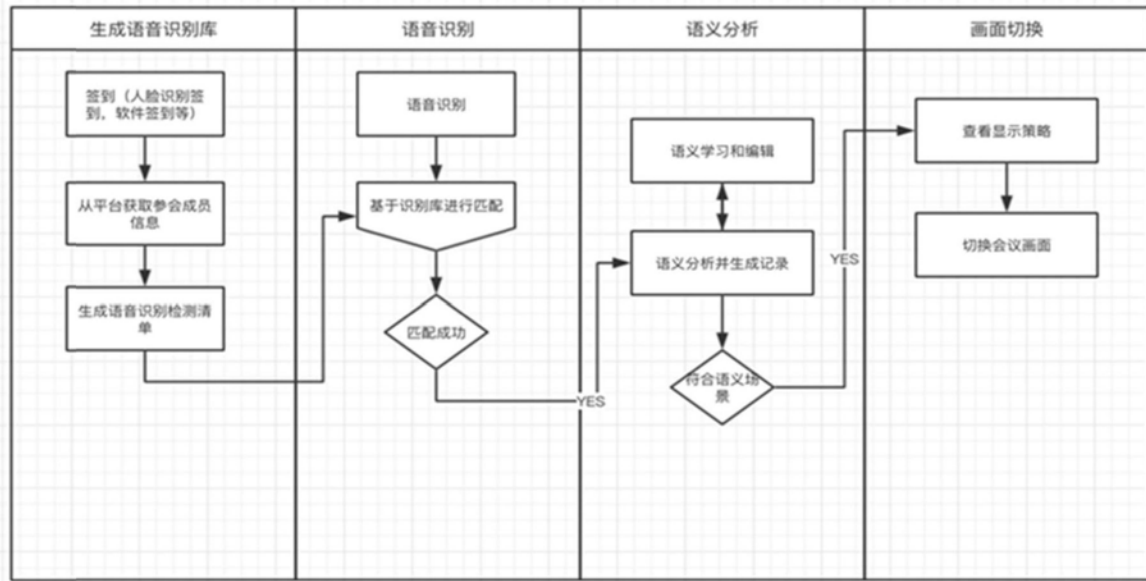 生成语音识别库
语音识别
语义分析
画面切换
签到（人脸识别签
到，软件签到等）
从平台获取参会成员
信息
生成语音识别检测清
单
语音识别
基于识别库进行匹配
匹配成功
YES
语义学习和编辑
语义分析并生成记录
符合语义场
景
YES
查看显示策略
切换会议画面